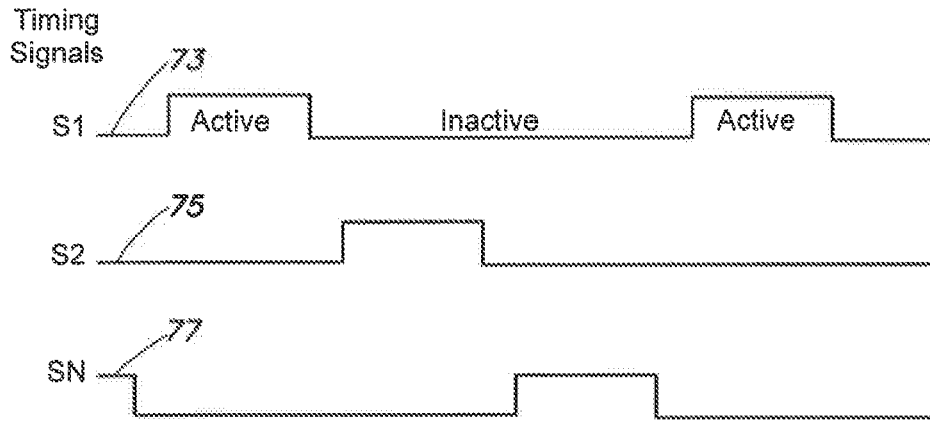 Timing
Signals
73
S1
Active
Inactive
Active
75
S2
77
SN